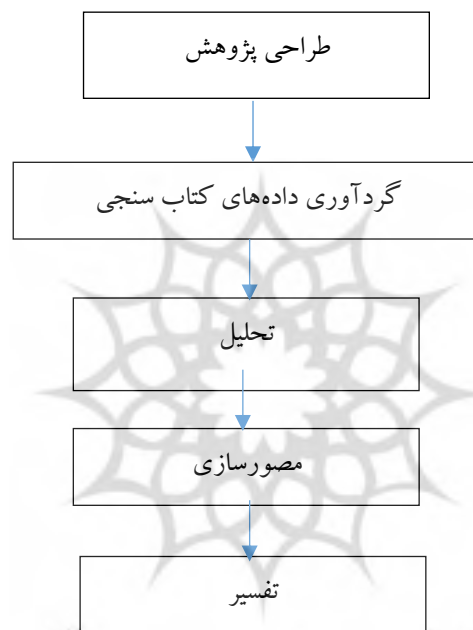 طراحی پژوهش
گردآوری داده‌های کتاب سنجی
تحلیل
مصورسازی
تفسیر